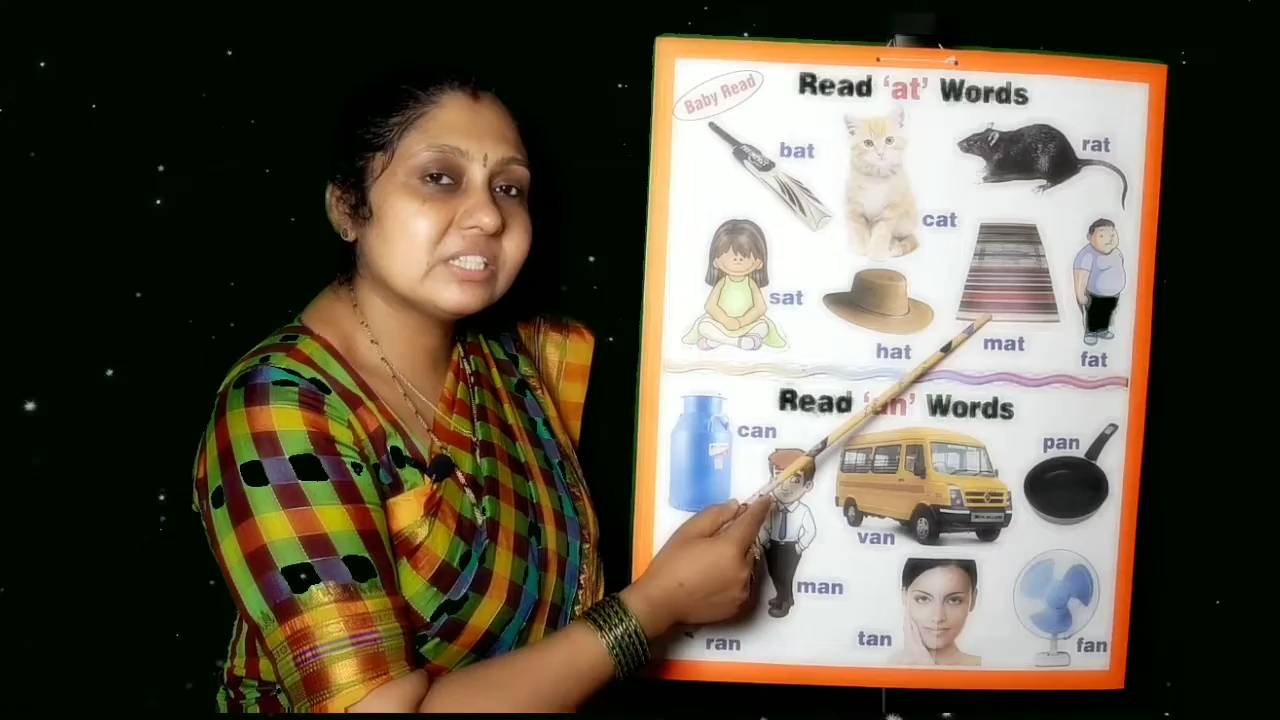 Baby Read
Read 'at' Words
bat
rat
cat
sat
hat
mat
fat
Read 'an' Words
can
pan
van
man
tan
ran
fan